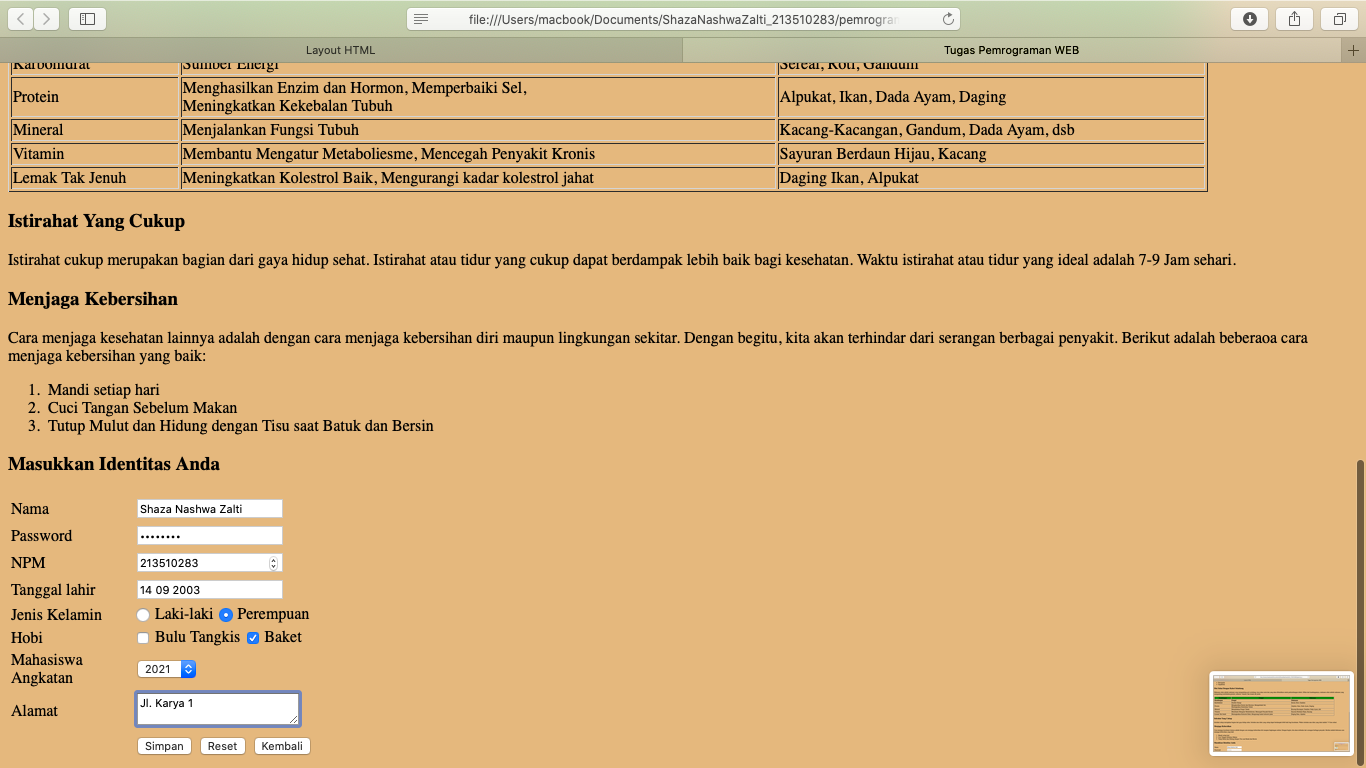 file:///Users/macbook/Documents/ShazaNashwaZalti_213510283/pemrogra
Layout HTML Tugas Pemrograman WEB
Karbohidrat Sumber Energi Sereal, Roti, Gandum
Protein Menghasilkan Enzim dan Hormon, Memperbaiki Sel,
Meningkatkan Kekebalan Tubuh Alpukat, Ikan, Dada Ayam, Daging
Mineral Menjalankan Fungsi Tubuh Kacang-Kacangan, Gandum, Dada Ayam, dsb
Vitamin Membantu Mengatur Metaboliesme, Mencegah Penyakit Kronis Sayuran Berdaun Hijau, Kacang
Lemak Tak Jenuh Meningkatkan Kolestrol Baik, Mengurangi kadar kolestrol jahat Daging Ikan, Alpukat
Istirahat Yang Cukup
Istirahat cukup merupakan bagian dari gaya hidup sehat. Istirahat atau tidur yang cukup dapat berdampak lebih baik bagi kesehatan. Waktu istirahat atau tidur yang ideal adalah 7-9 Jam sehari.
Menjaga Kebersihan
Cara menjaga kesehatan lainnya adalah dengan cara menjaga kebersihan diri maupun lingkungan sekitar. Dengan begitu, kita akan terhindar dari serangan berbagai penyakit. Berikut adalah beberaoa cara
menjaga kebersihan yang baik:
1. Mandi setiap hari
2. Cuci Tangan Sebelum Makan
3. Tutup Mulut dan Hidung dengan Tisu saat Batuk dan Bersin
Masukkan Identitas Anda
Nama Shaza Nashwa Zalti
Password ••••••••
NPM 213510283
Tanggal lahir 14 09 2003
Jenis Kelamin Laki-laki Perempuan
Hobi Bulu Tangkis Baket
Mahasiswa
Angkatan 2021
Alamat Jl. Karya 1
Simpan Reset Kembali